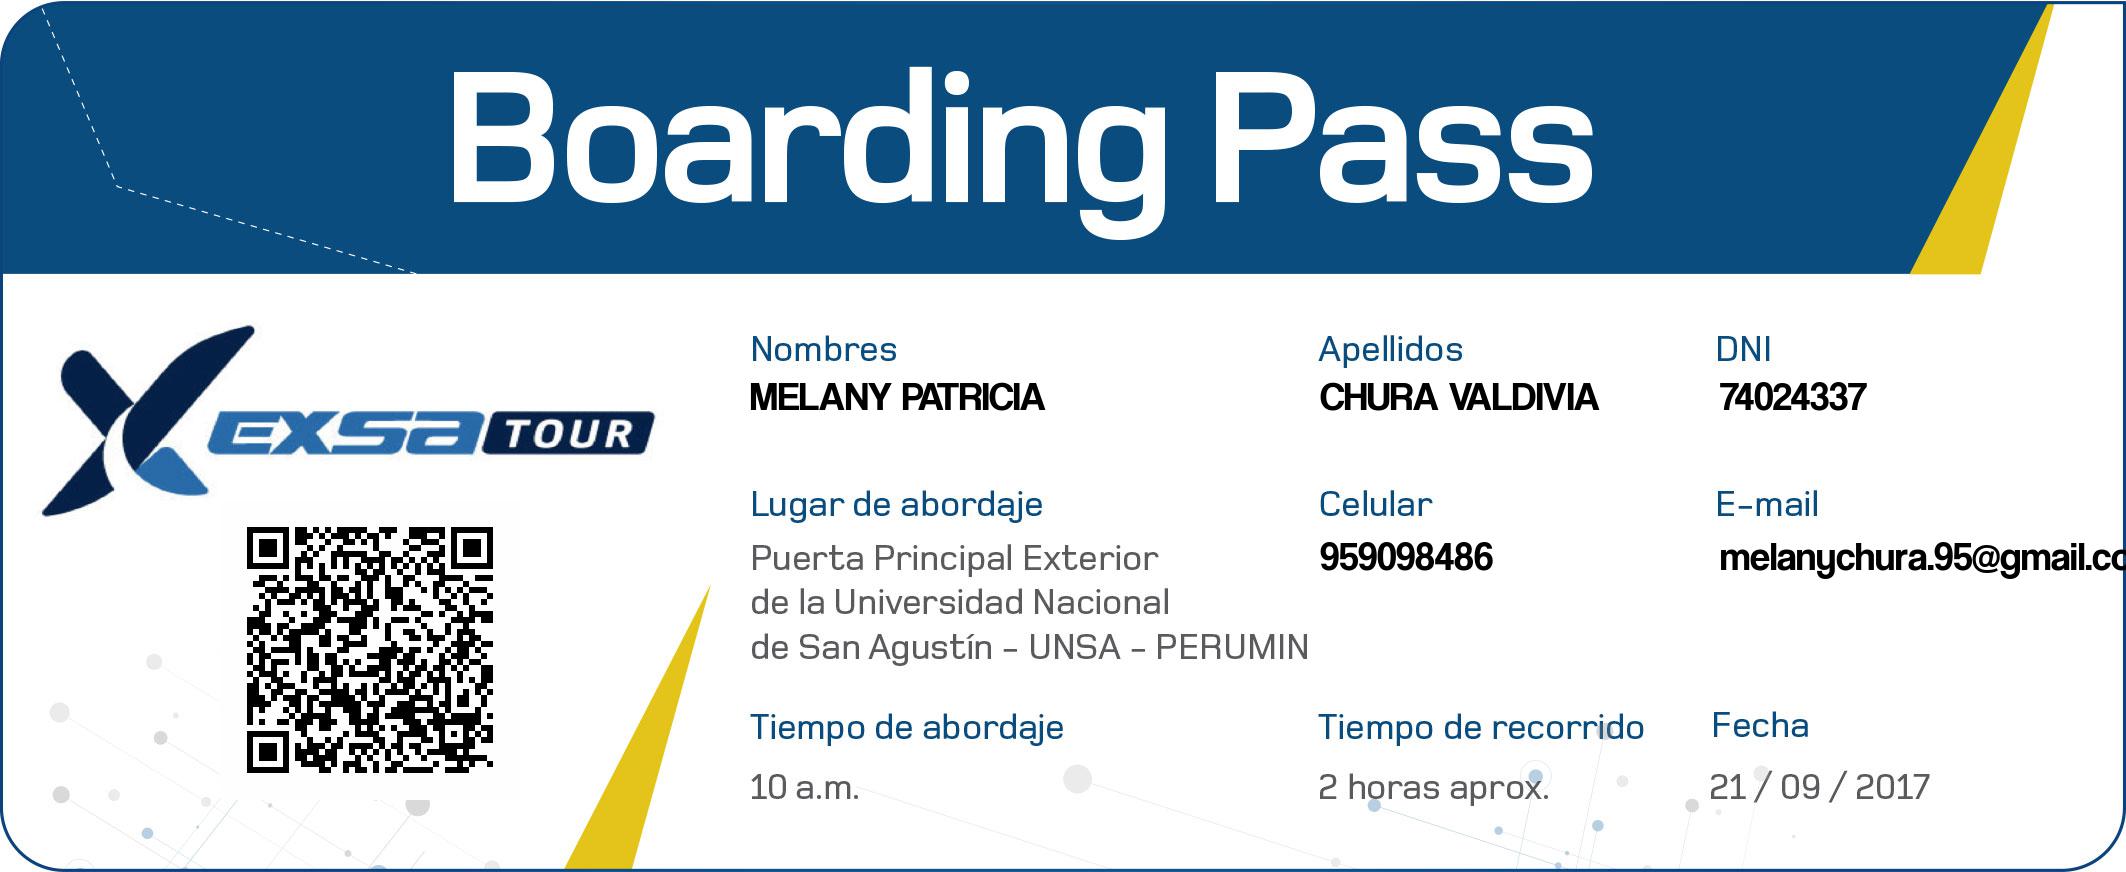 Boarding Pass
EXSA TOUR
Nombres
MELANY PATRICIA
Apellidos
CHURA VALDIVIA
DNI
74024337
Lugar de abordaje
Puerta Principal Exterior
de la Universidad Nacional
de San Agustín - UNSA - PERUMIN
Celular
959098486
E-mail
melanychura.95@gmail.co
Tiempo de abordaje
10 a.m.
Tiempo de recorrido
2 horas aprox.
Fecha
21 / 09 / 2017